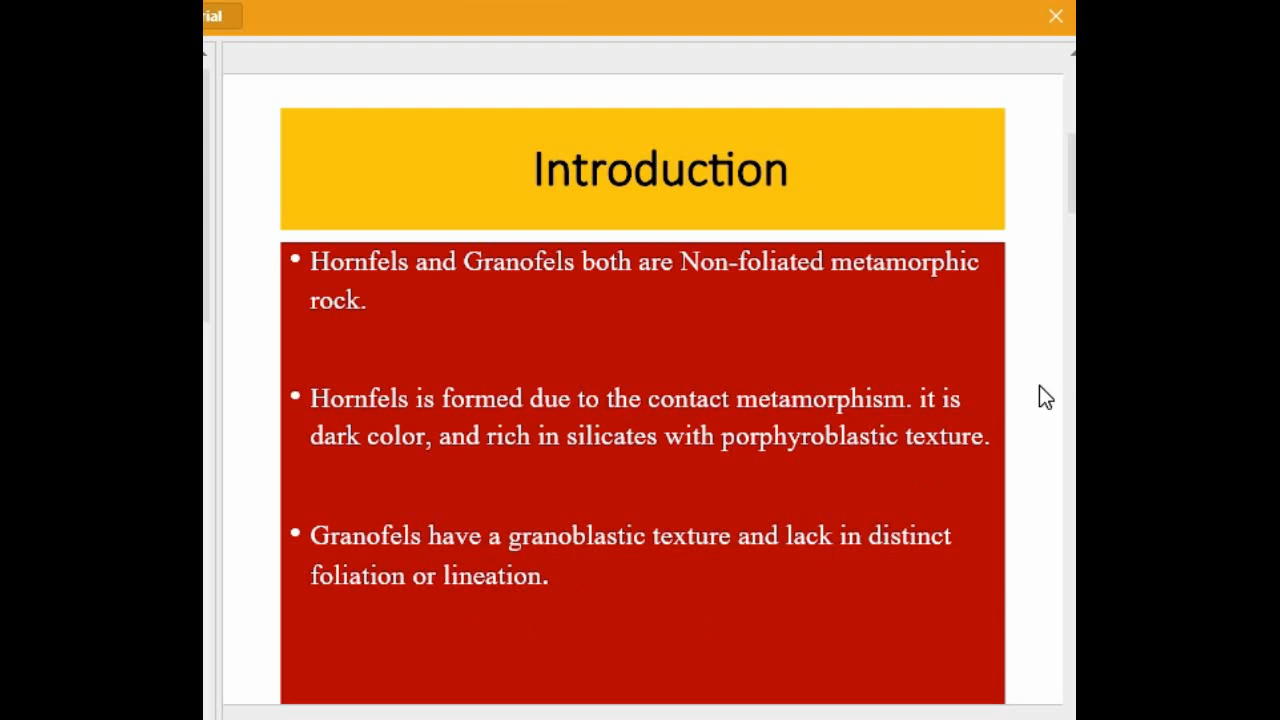 rial
Introduction
• Hornfels and Granofels both are Non-foliated metamorphic
rock.
• Hornfels is formed due to the contact metamorphism. it is
dark color, and rich in silicates with porphyroblastic texture.
• Granofels have a granoblastic texture and lack in distinct
foliation or lineation.